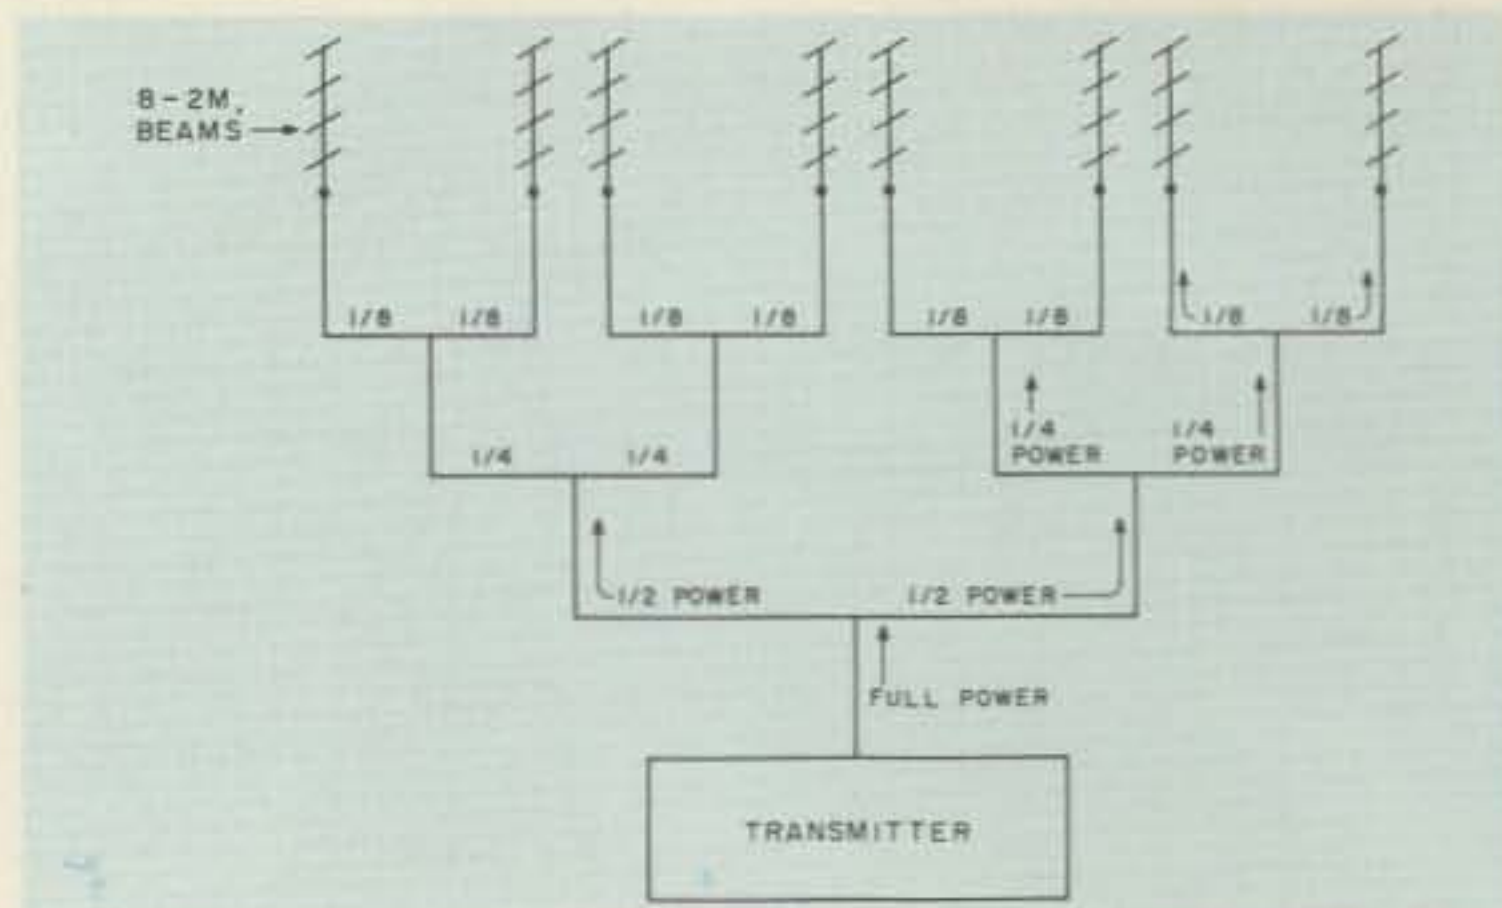 8-2M.
BEAMS
1/8 1/8 1/8 1/8 1/8 1/8 1/8 1/8
1/4 1/4
1/4
POWER
1/4
POWER
1/2 POWER 1/2 POWER
FULL POWER
TRANSMITTER